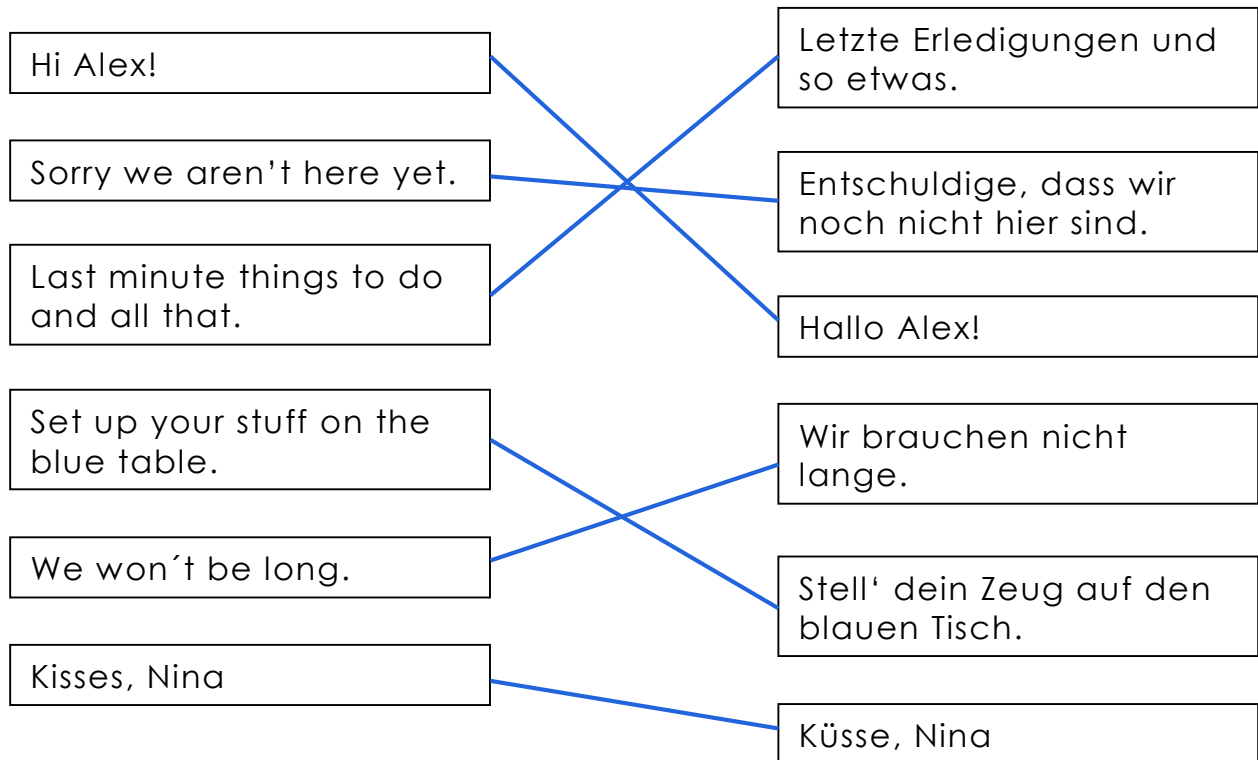 Hi Alex!
Sorry we aren't here yet.
Last minute things to do
and all that.
Set up your stuff on the
blue table.
We won´t be long.
Kisses, Nina
Letzte Erledigungen und
so etwas.
Entschuldige, dass wir
noch nicht hier sind.
Hallo Alex!
Wir brauchen nicht
lange.
Stell‘ dein Zeug auf den
blauen Tisch.
Küsse, Nina